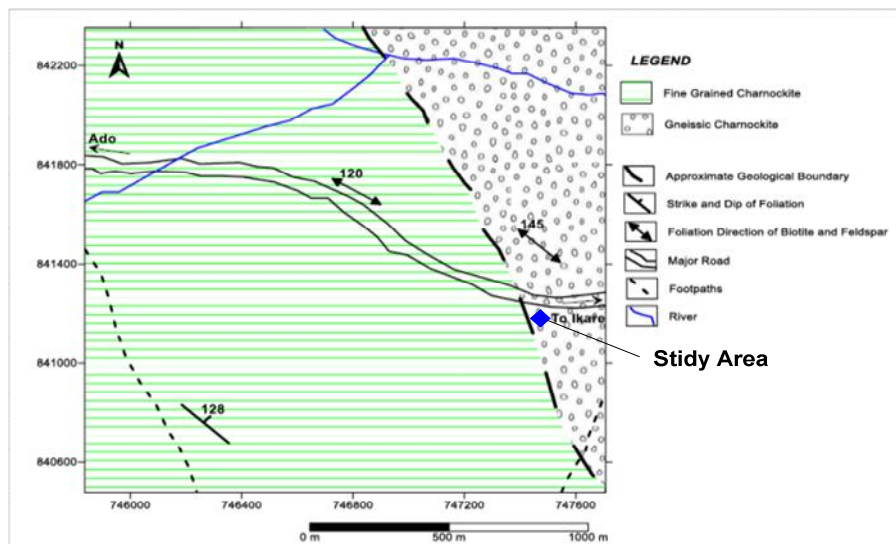 N
842200
Ado
841800
120
145
841400
To Ikare
841000
128
840600
746000 746400 746800 747200 747600
0 m 500 m 1000 m
Stidy Area
LEGEND
Fine Grained Charnockite
Gneissic Charnockite
Approximate Geological Boundary
Strike and Dip of Foliation
Foliation Direction of Biotite and Feldspar
Major Road
Footpaths
River